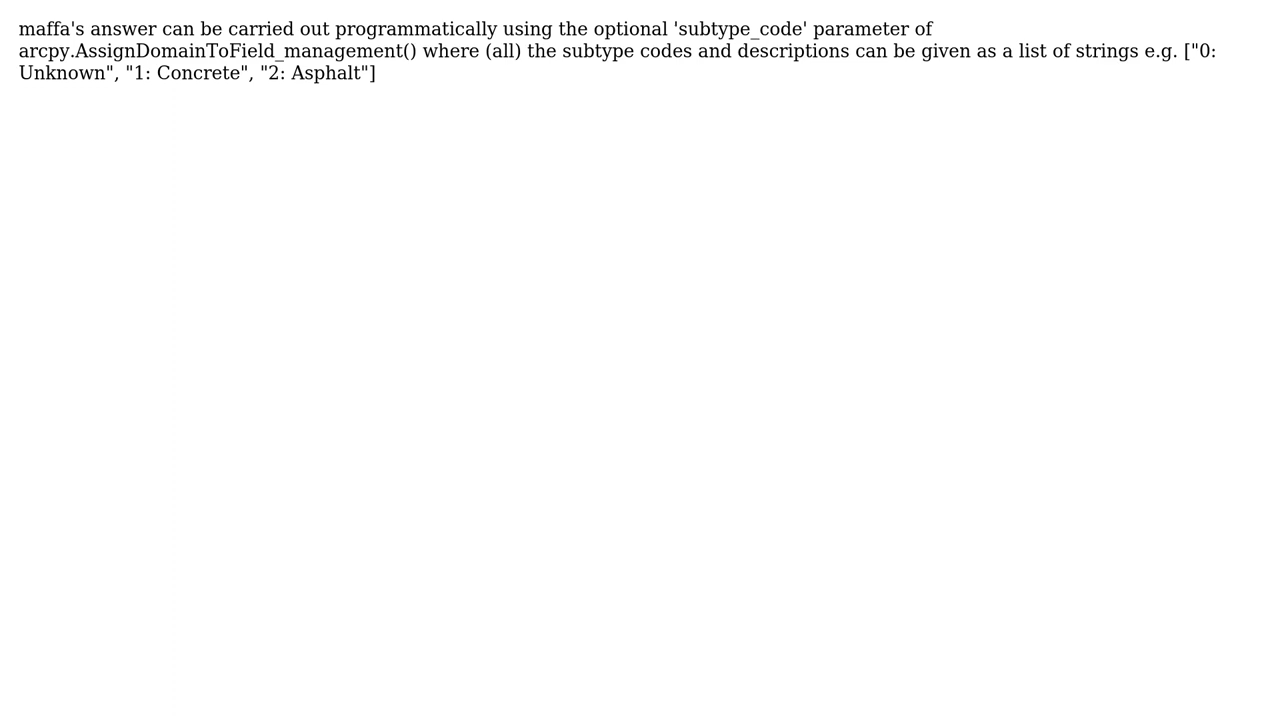 maffa's answer can be carried out programmatically using the optional 'subtype_code' parameter of
arcpy.AssignDomainToField_management() where (all) the subtype codes and descriptions can be given as a list of strings e.g. ["0:
Unknown", "1: Concrete", "2: Asphalt"]